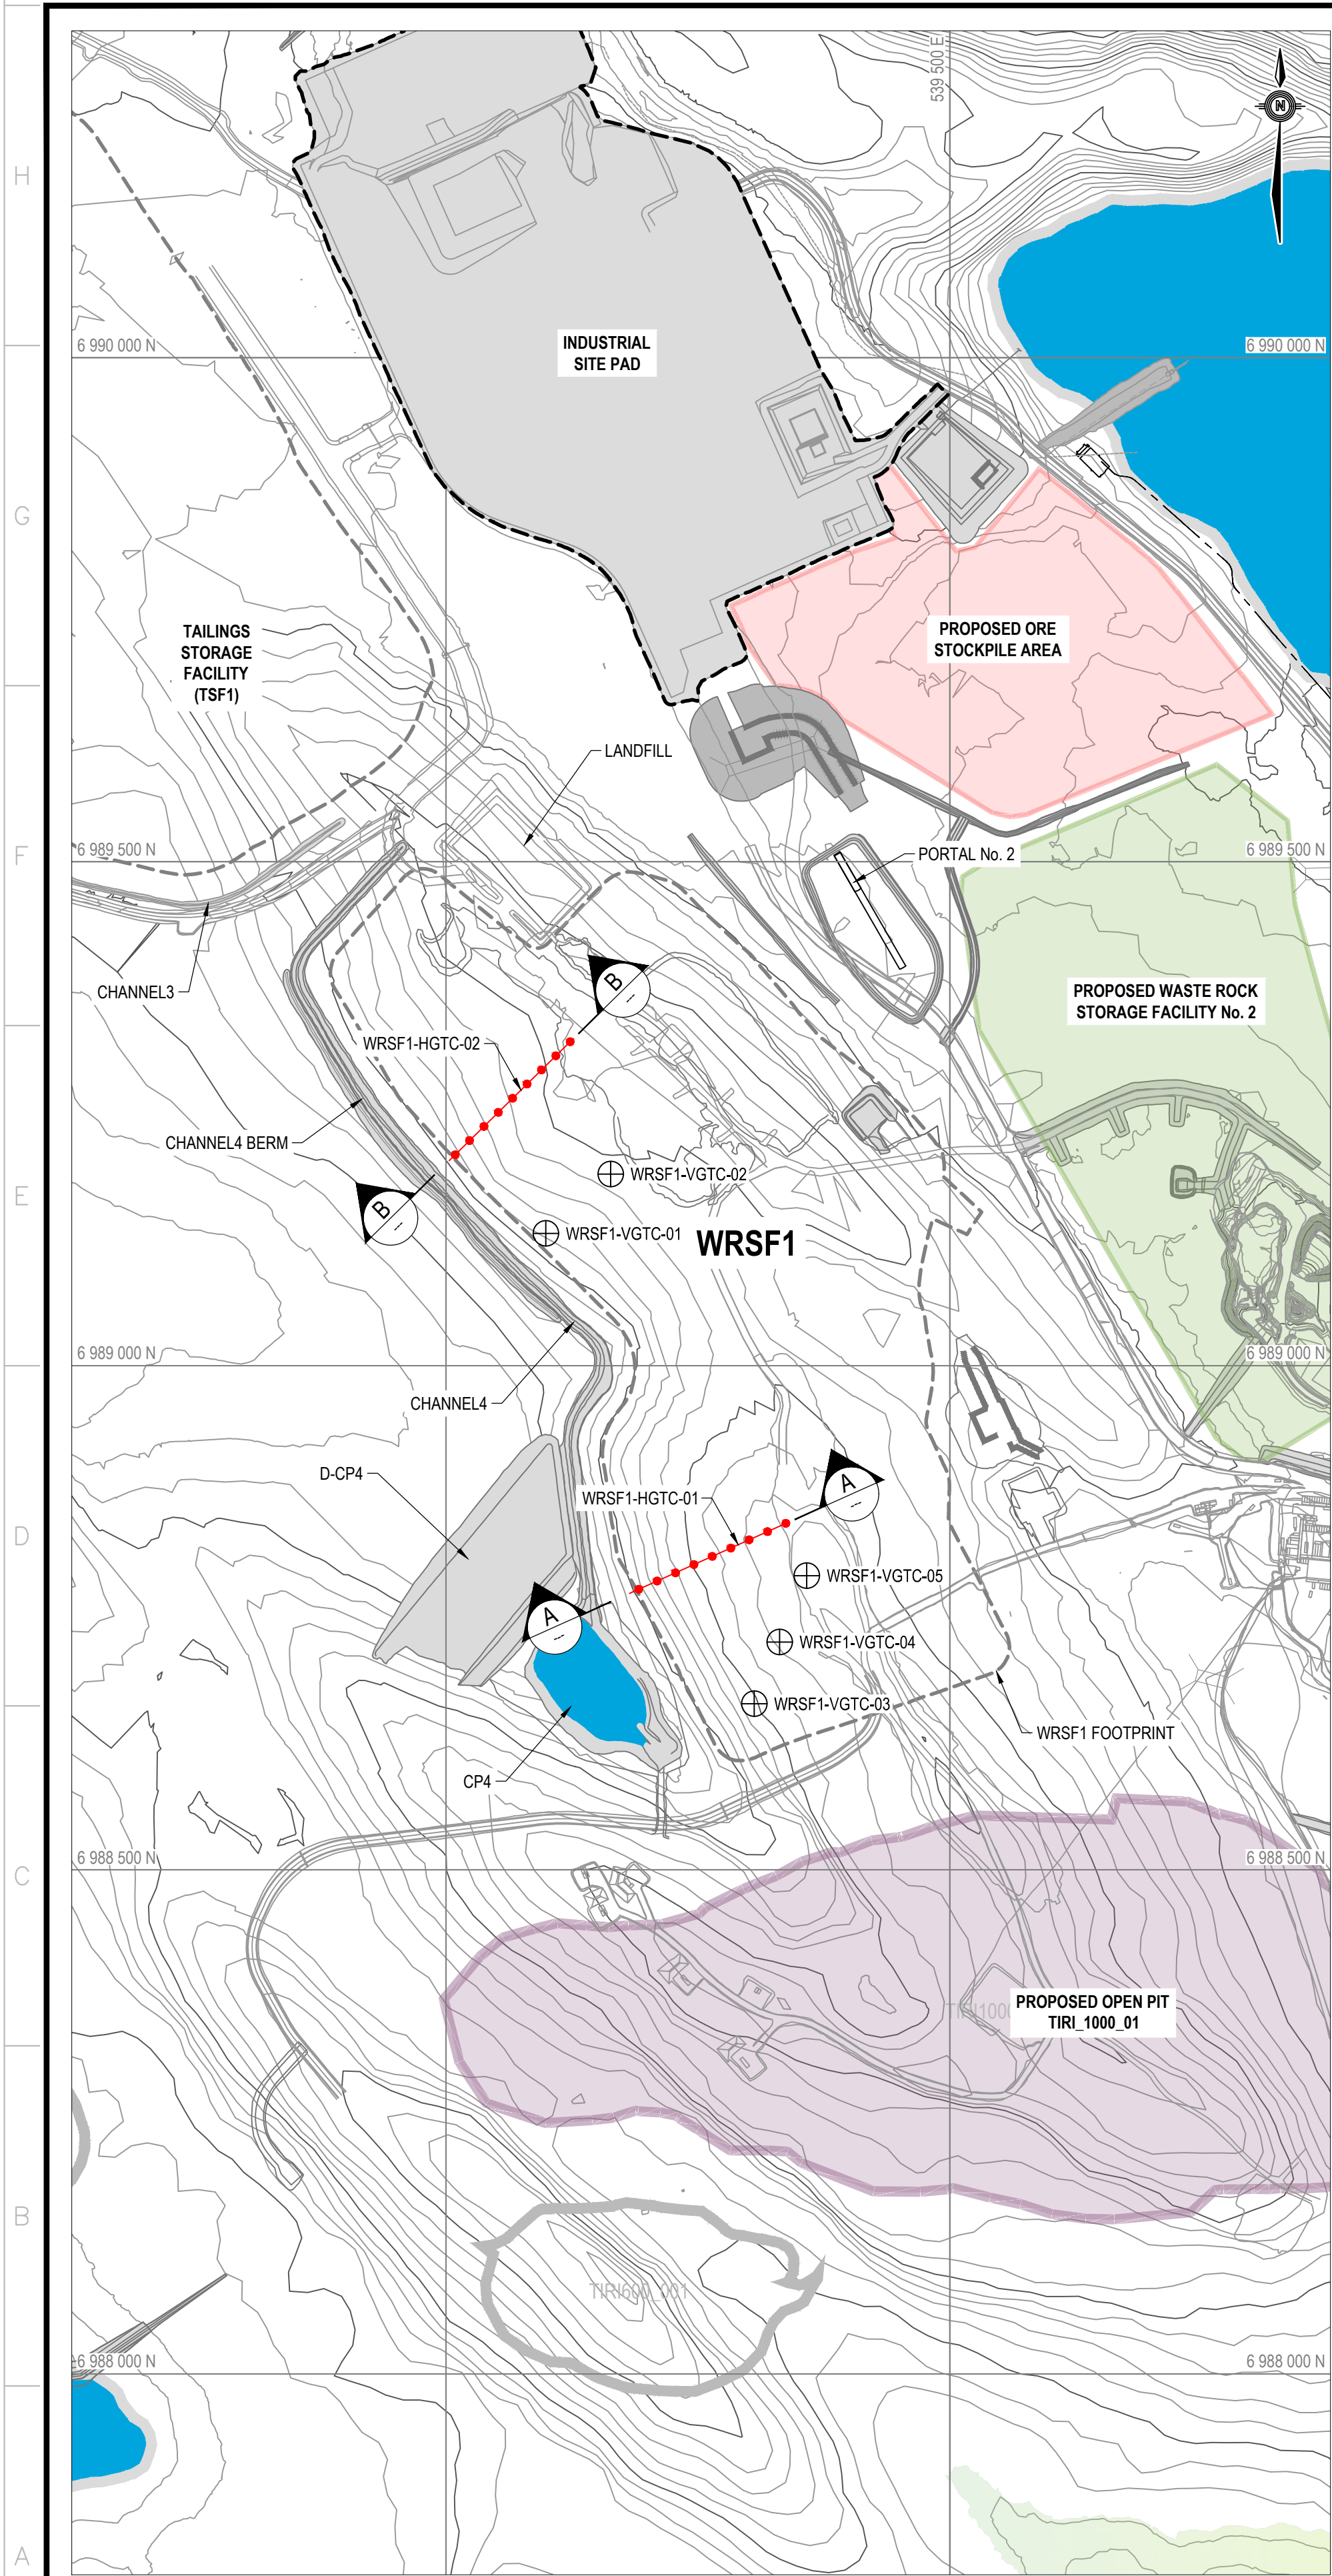 539 500 E
N
H
6 990 000 N
6 990 000 N
INDUSTRIAL
SITE PAD
G
TAILINGS
STORAGE
FACILITY
(TSF1)
PROPOSED ORE
STOCKPILE AREA
LANDFILL
F
6 989 500 N
6 989 500 N
PORTAL No. 2
CHANNEL3
B
PROPOSED WASTE ROCK
STORAGE FACILITY No. 2
WRSF1-HGTC-02
CHANNEL4 BERM
WRSF1-VGTC-02
E
B
WRSF1-VGTC-01
WRSF1
6 989 000 N
6 989 000 N
CHANNEL4
D-CP4
A
WRSF1-HGTC-01
D
WRSF1-VGTC-05
A
WRSF1-VGTC-04
WRSF1-VGTC-03
WRSF1 FOOTPRINT
CP4
C
6 988 500 N
6 988 500 N
TIRI100
PROPOSED OPEN PIT
TIRI_1000_01
B
TIRI600_001
6 988 000 N
6 988 000 N
A